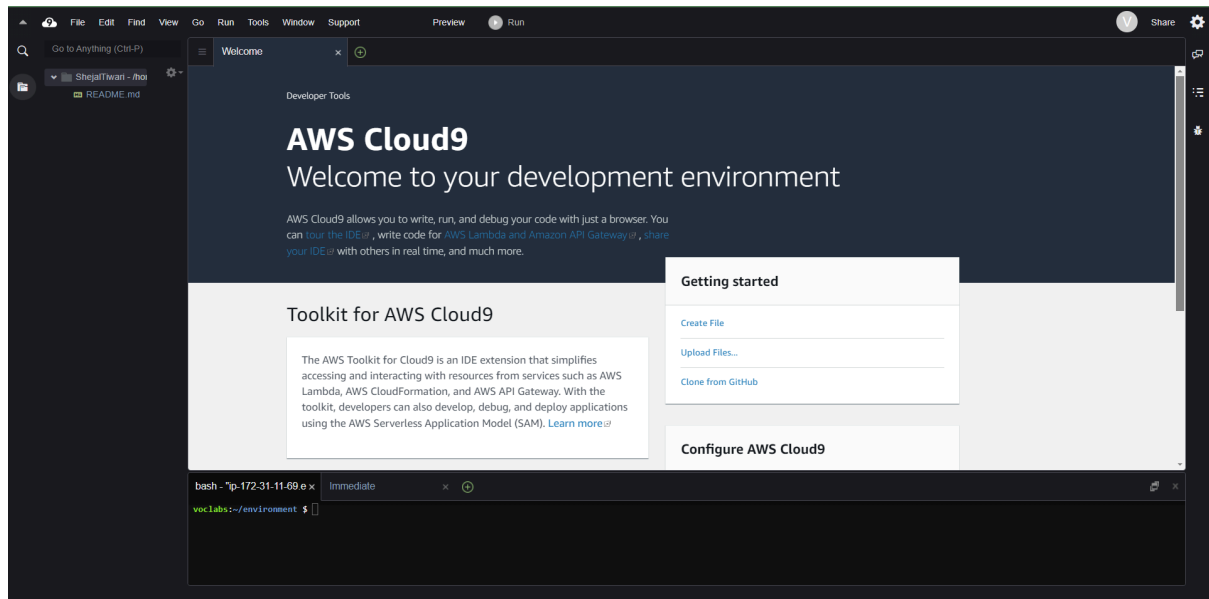 File Edit Find View Go Run Tools Window Support Preview Run V Share
Go to Anything (Ctrl-P)
Welcome
ShejalTiwari - /hor
README.md
Developer Tools
AWS Cloud9
Welcome to your development environment
AWS Cloud9 allows you to write, run, and debug your code with just a browser. You
can tour the IDE , write code for AWS Lambda and Amazon API Gateway , share
your IDE with others in real time, and much more.
Toolkit for AWS Cloud9
The AWS Toolkit for Cloud9 is an IDE extension that simplifies
accessing and interacting with resources from services such as AWS
Lambda, AWS CloudFormation, and AWS API Gateway. With the
toolkit, developers can also develop, debug, and deploy applications
using the AWS Serverless Application Model (SAM). Learn more
Getting started
Create File
Upload Files...
Clone from GitHub
Configure AWS Cloud9
bash - "ip-172-31-11-69.e Immediate
voclabs:~/environment $